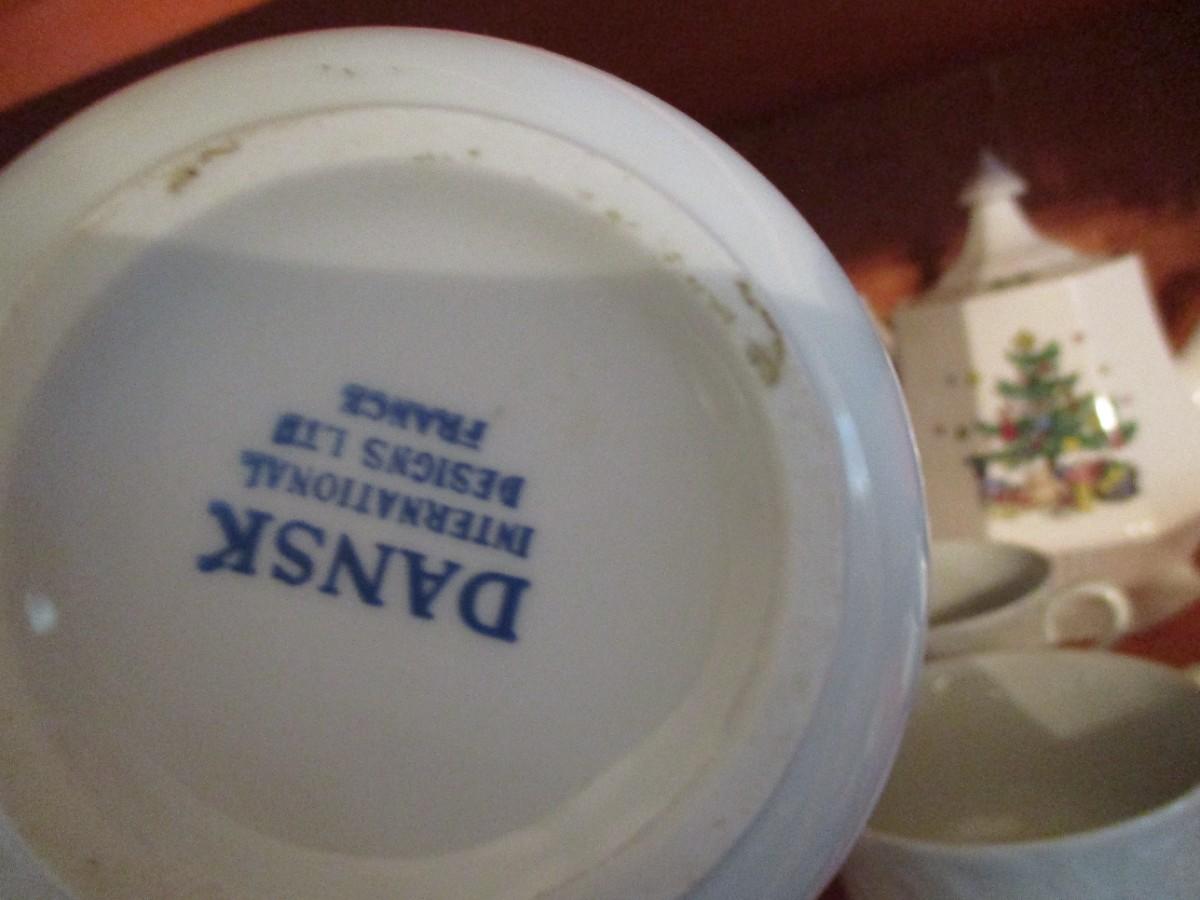 DANSK
INTERNATIONAL
DESIGNS LTD
FRANCE